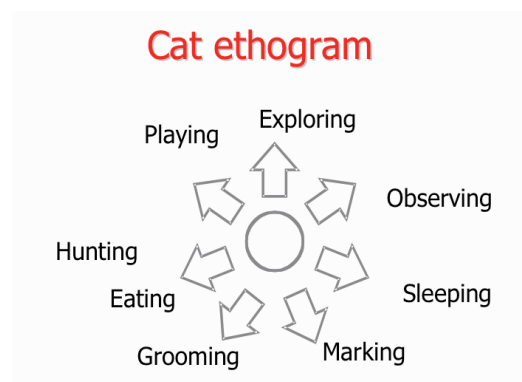 Cat ethogram
Exploring
Playing
Observing
Hunting
Eating
Sleeping
Grooming
Marking